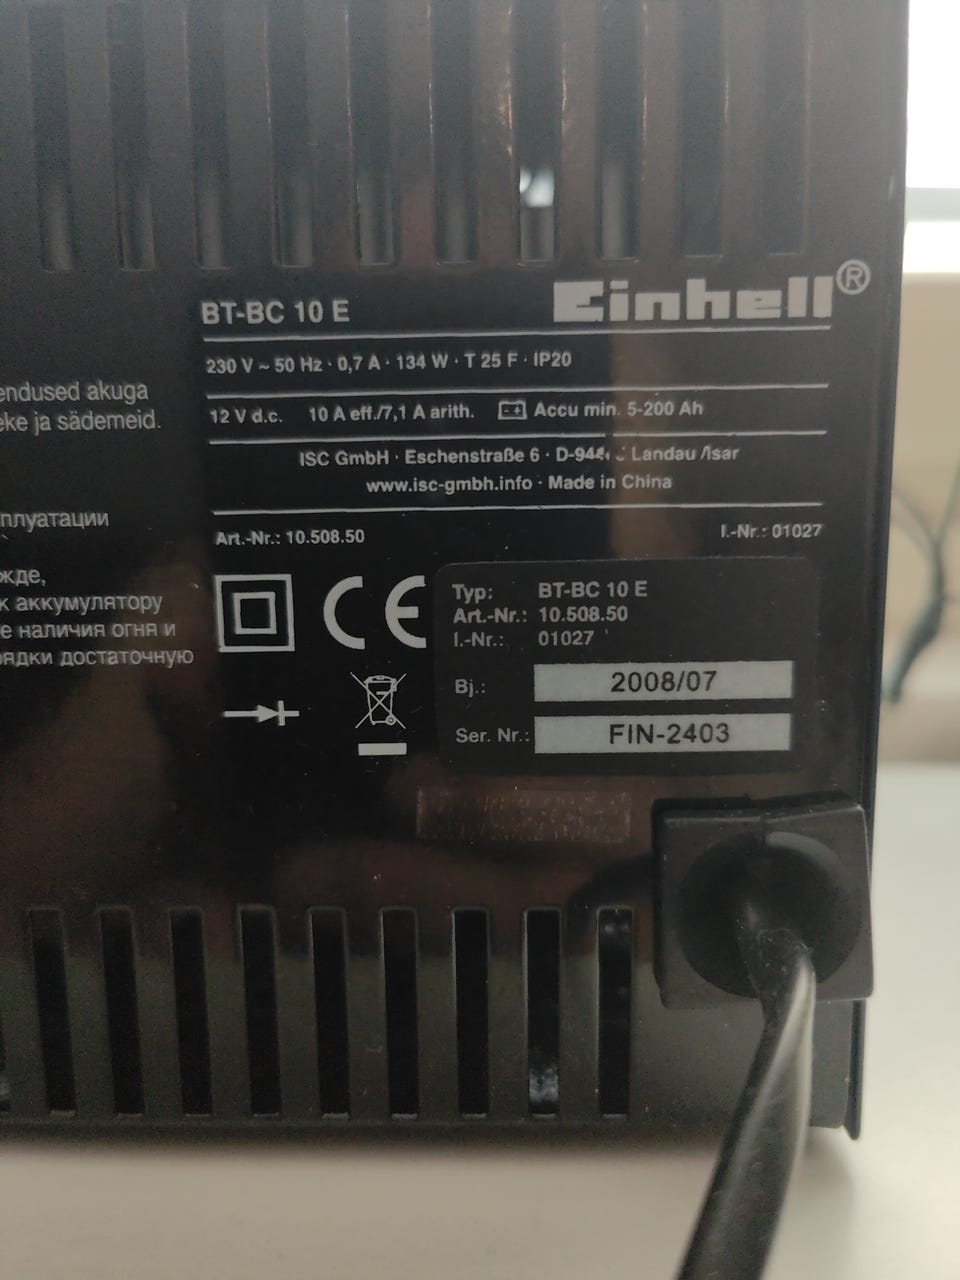 BT-BC 10 E
Einhell®
230 V ~ 50 Hz · 0,7 A · 134 W · T 25 F · IP20
12 V d.c. 10 A eff./7,1 A arith. Accu min. 5-200 Ah
ISC GmbH · Eschenstraße 6 · Landau /Isar
www.isc-gmbh.info · Made in China
Art.-Nr.: 10.508.50
I.-Nr.: 01027
CE
Typ: BT-BC 10 E
Art.-Nr.: 10.508.50
I.-Nr.: 01027
Bj.: 2008/07
Ser. Nr.: FIN-2403
endused akuga
eke ja sädemeid.
плуатации
жде,
к аккумулятору
е наличия огня и
рядки достаточную